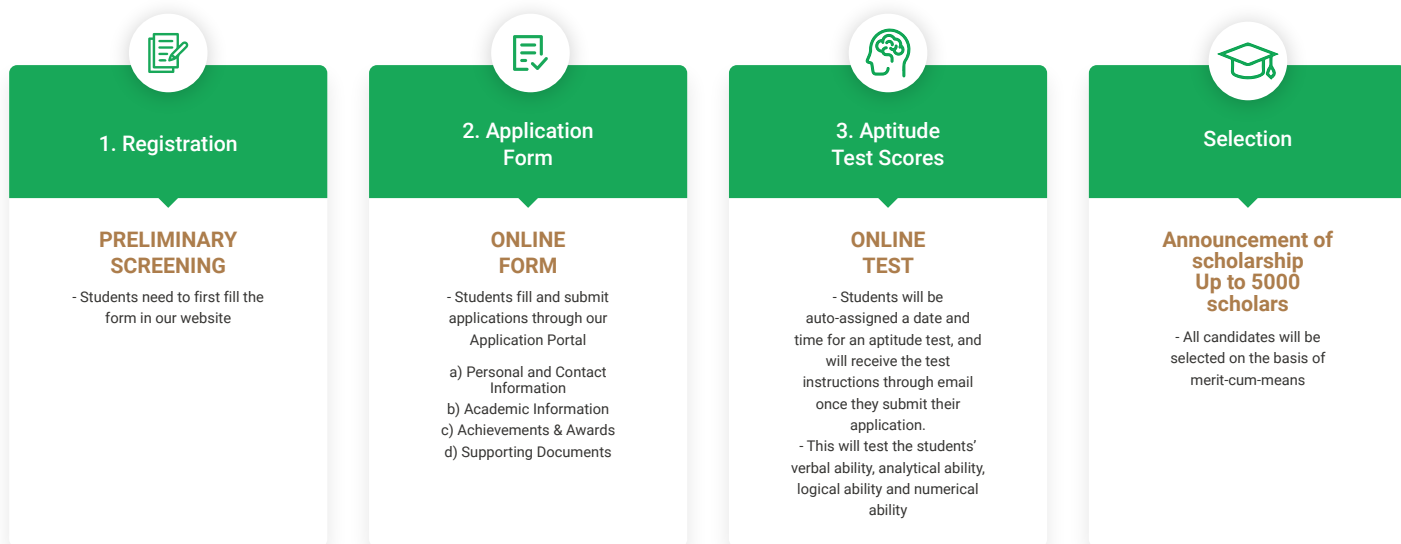 1. Registration
PRELIMINARY
SCREENING
- Students need to first fill the
form in our website
2. Application
Form
ONLINE
FORM
- Students fill and submit
applications through our
Application Portal
a) Personal and Contact
Information
b) Academic Information
c) Achievements & Awards
d) Supporting Documents
3. Aptitude
Test Scores
ONLINE
TEST
- Students will be
auto-assigned a date and
time for an aptitude test, and
will receive the test
instructions through email
once they submit their
application.
- This will test the students’
verbal ability, analytical ability,
logical ability and numerical
ability
Selection
Announcement of
scholarship
Up to 5000
scholars
- All candidates will be
selected on the basis of
merit-cum-means